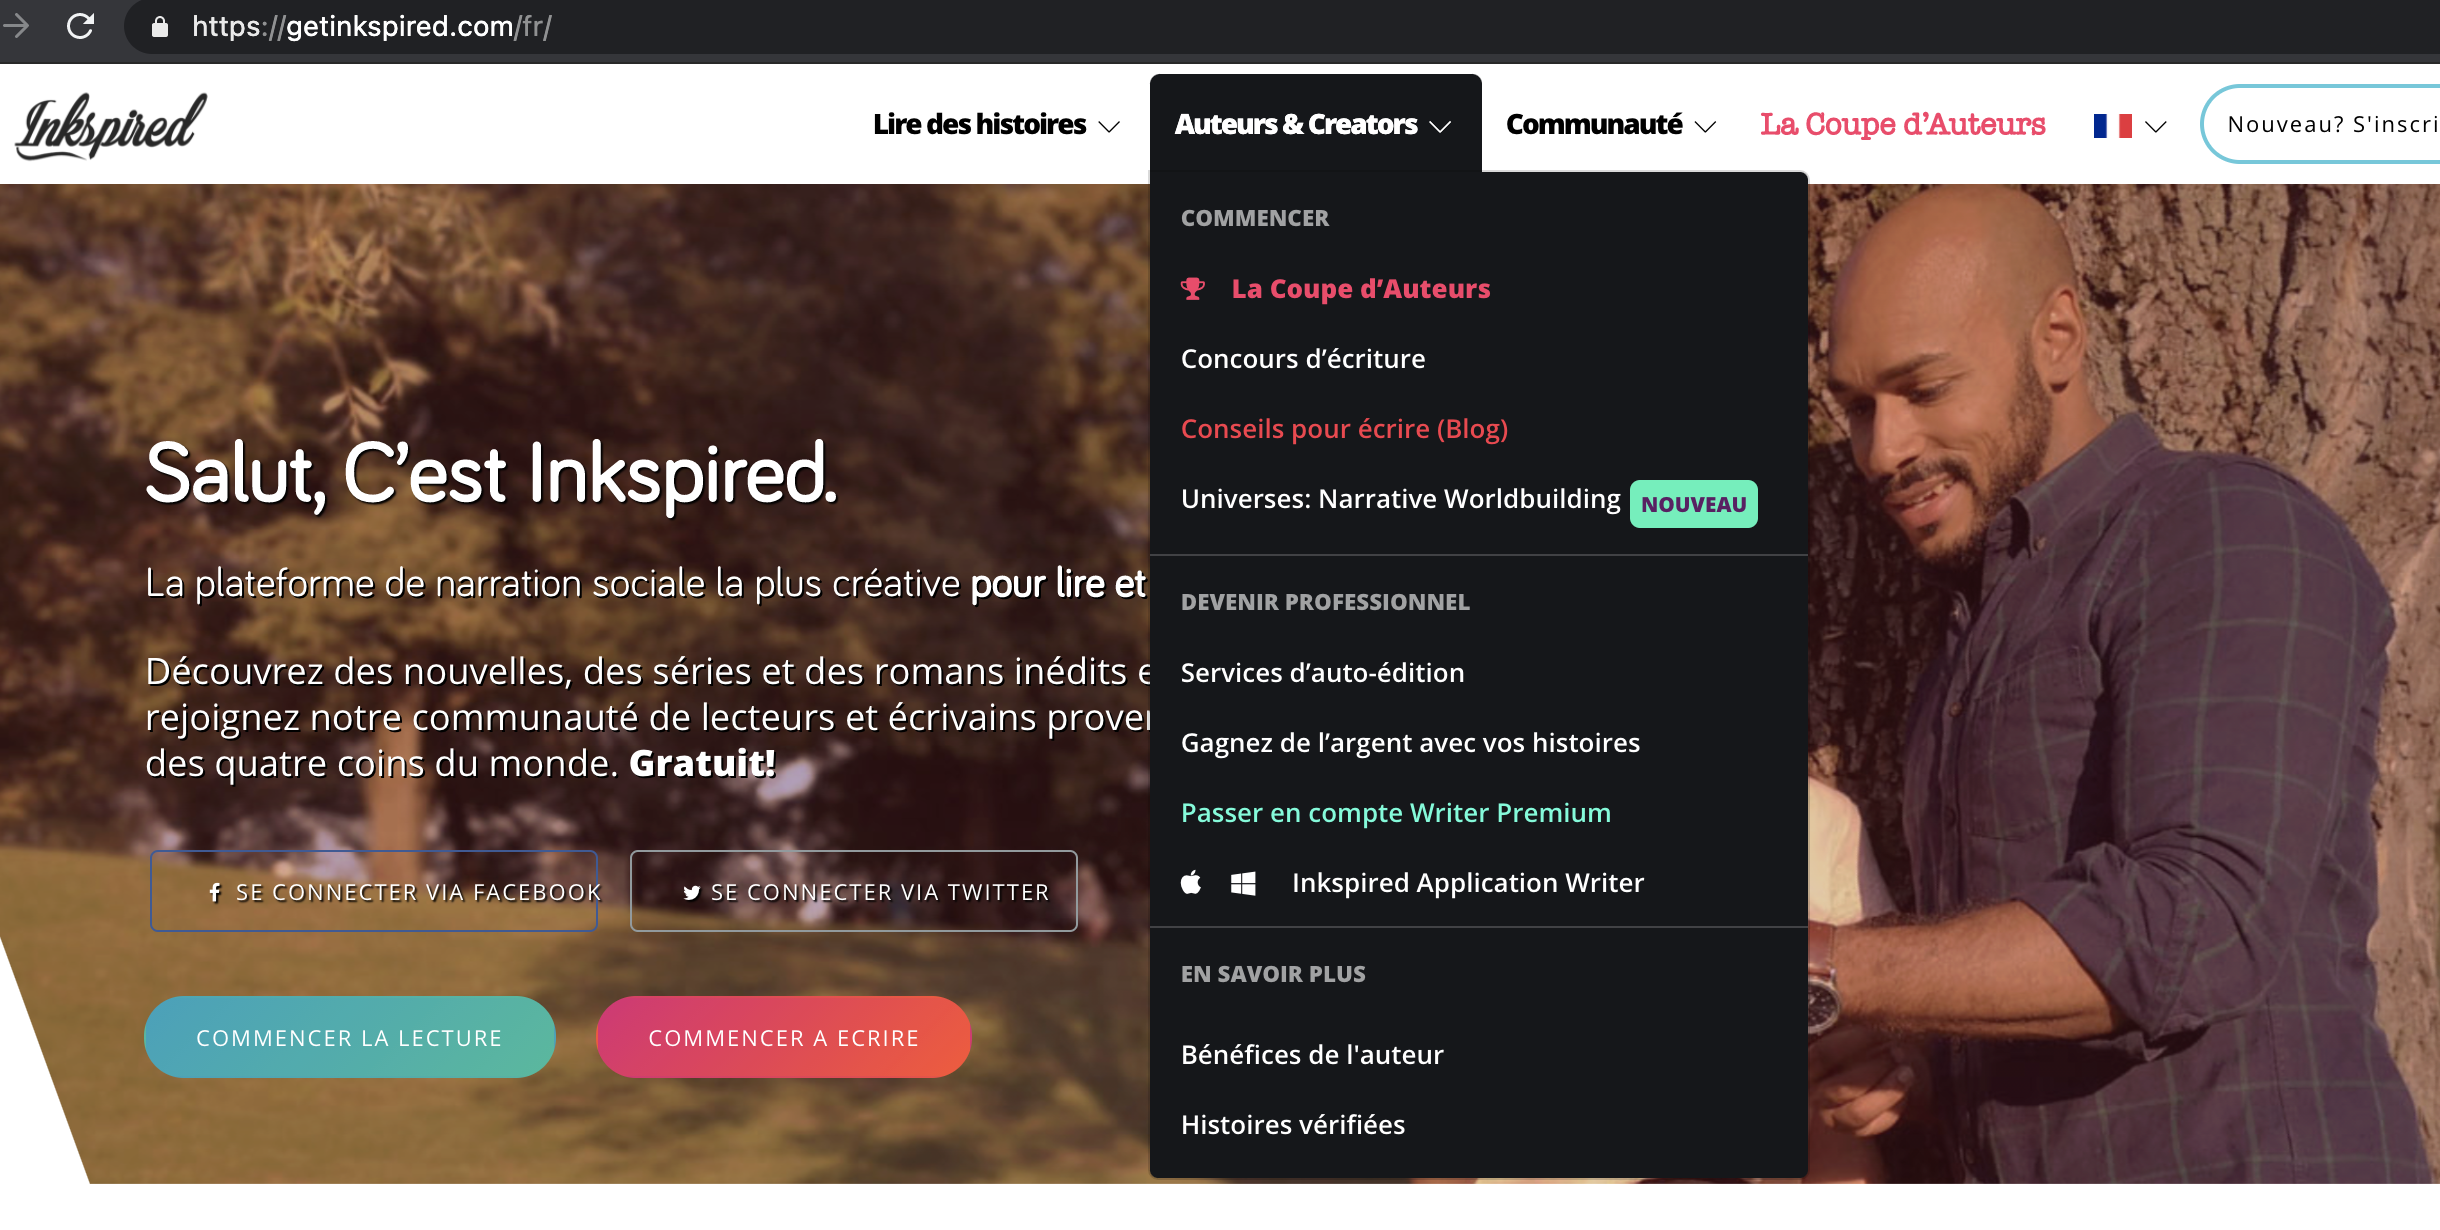 https://getinkspired.com/fr/
Inkspired
Lire des histoires
Auteurs & Creators
Communauté
La Coupe d’Auteurs
Nouveau? S'inscri
COMMENCER
La Coupe d’Auteurs
Concours d’écriture
Conseils pour écrire (Blog)
Universes: Narrative Worldbuilding NOUVEAU
DEVENIR PROFESSIONNEL
Services d’auto-édition
Gagnez de l’argent avec vos histoires
Passer en compte Writer Premium
Inkspired Application Writer
EN SAVOIR PLUS
Bénéfices de l'auteur
Histoires vérifiées
Salut, C’est Inkspired.
La plateforme de narration sociale la plus créative pour lire et
Découvrez des nouvelles, des séries et des romans inédits
rejoignez notre communauté de lecteurs et écrivains prover
des quatre coins du monde. Gratuit!
SE CONNECTER VIA FACEBOOK
SE CONNECTER VIA TWITTER
COMMENCER LA LECTURE
COMMENCER A ECRIRE